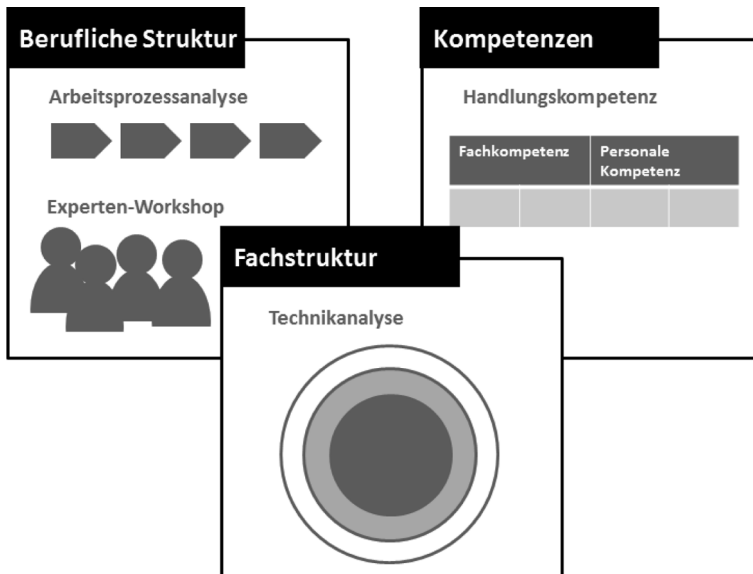 Berufliche Struktur
Arbeitsprozessanalyse
Experten-Workshop
Kompetenzen
Handlungskompetenz
Fachkompetenz
Personale
Kompetenz
Fachstruktur
Technikanalyse